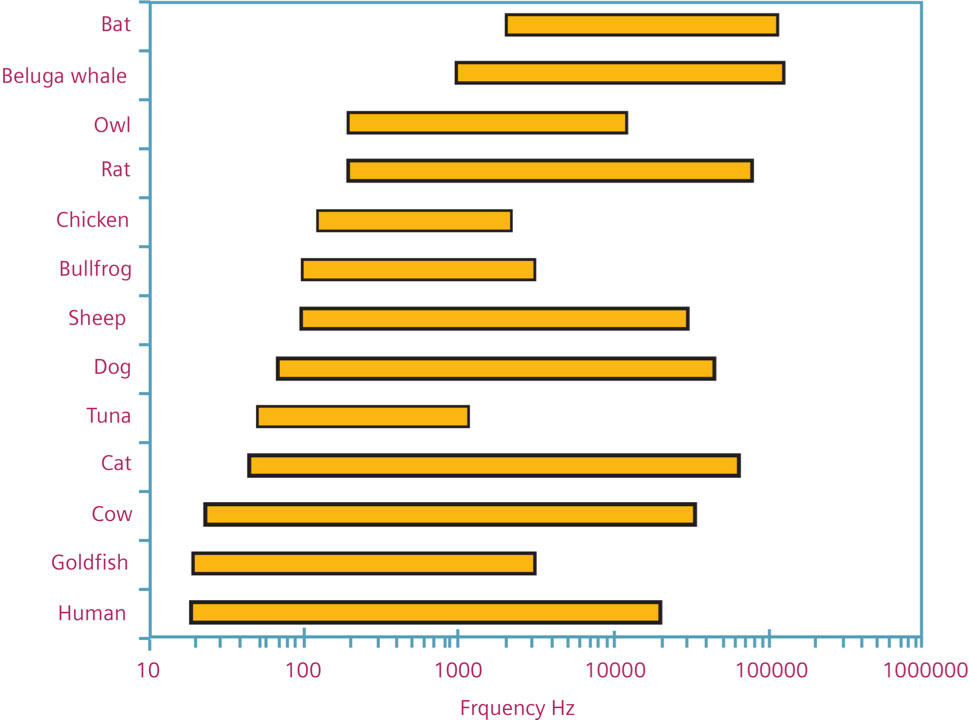 Bat
Beluga whale
Owl
Rat
Chicken
Bullfrog
Sheep
Dog
Tuna
Cat
Cow
Goldfish
Human
10 100 1000 10000 100000 1000000
Frquency Hz